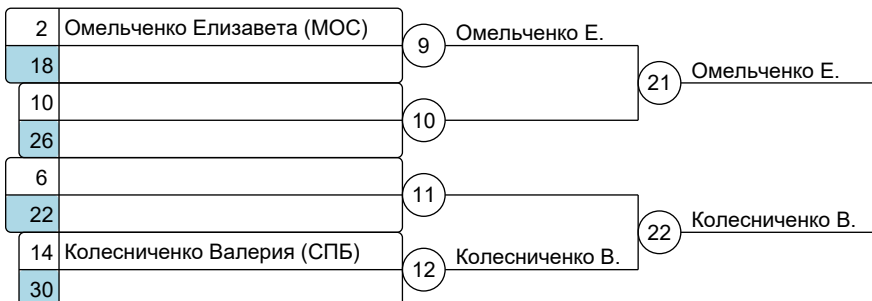 2 Омельченко Елизавета (МОС)
9 Омельченко Е.
18
21 Омельченко Е.
10
10
26
6
11
22
22 Колесниченко В.
14 Колесниченко Валерия (СПБ)
12 Колесниченко В.
30